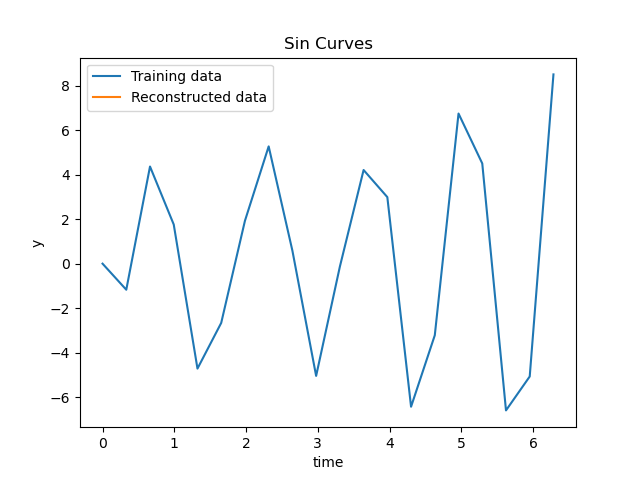 Sin Curves
Training data
Reconstructed data
8
6
4
2
0
−2
−4
−6
y
0 1 2 3 4 5 6
time